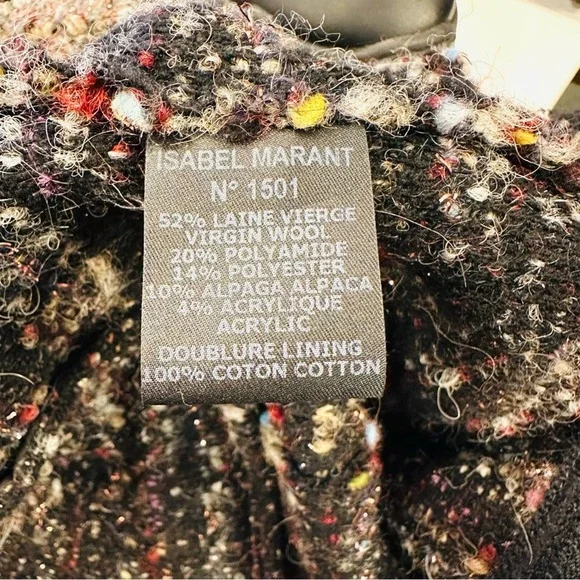 ISABEL MARANT
N° 1501
52% LAINE VIERGE
VIRGIN WOOL
20% POLYAMIDE
14% POLYESTER
10% ALPAGA ALPACA
4% ACRYLIQUE
ACRYLIC
DOUBLURE LINING
100% COTON COTTON